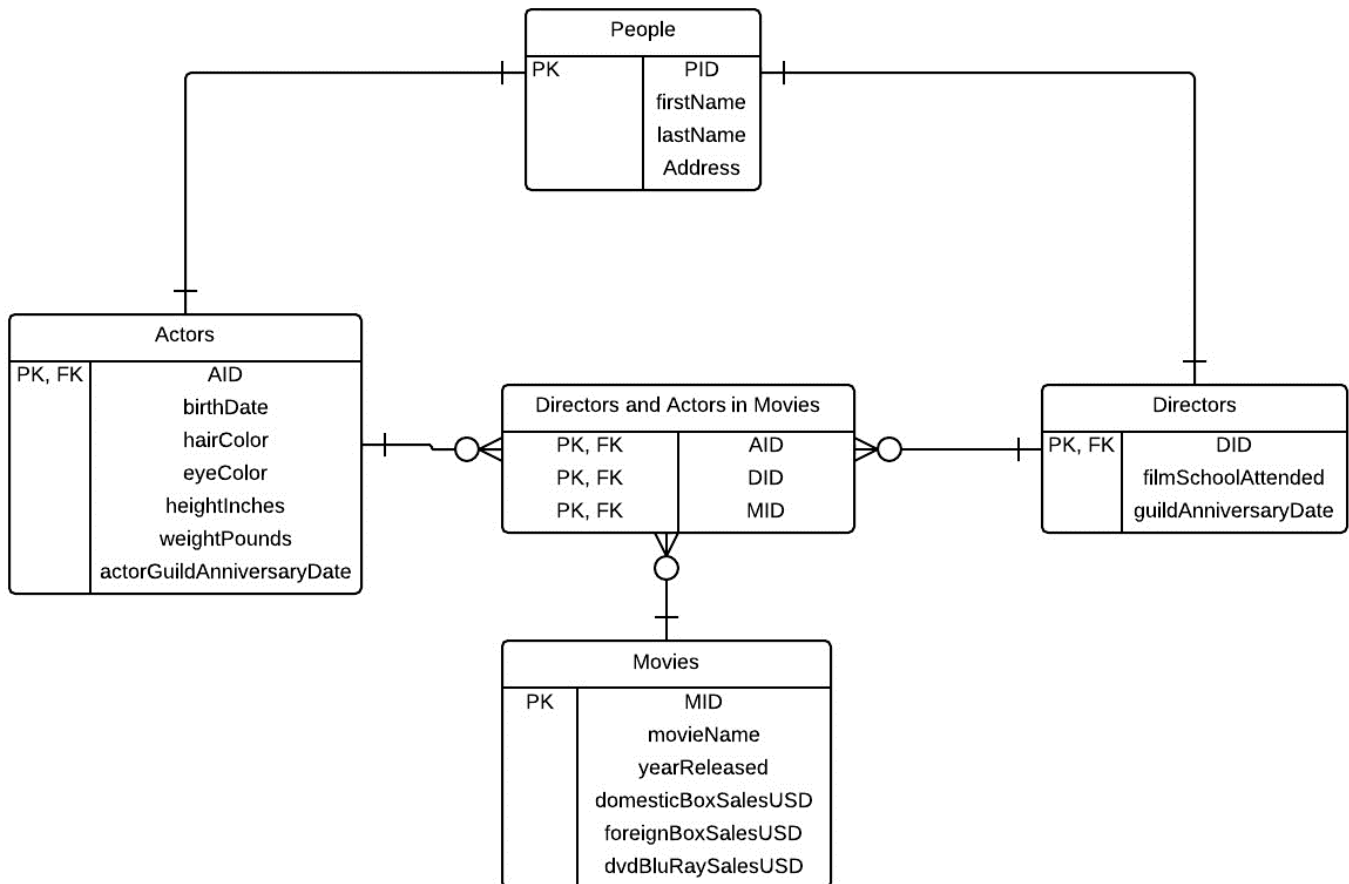 People
PK PID
firstName
lastName
Address
Actors
PK, FK AID
birthDate
hairColor
eyeColor
heightInches
weightPounds
actorGuildAnniversaryDate
Directors and Actors in Movies
PK, FK AID
PK, FK DID
PK, FK MID
Directors
PK, FK DID
filmSchoolAttended
guildAnniversaryDate
Movies
PK MID
movieName
yearReleased
domesticBoxSalesUSD
foreignBoxSalesUSD
dvdBluRaySalesUSD